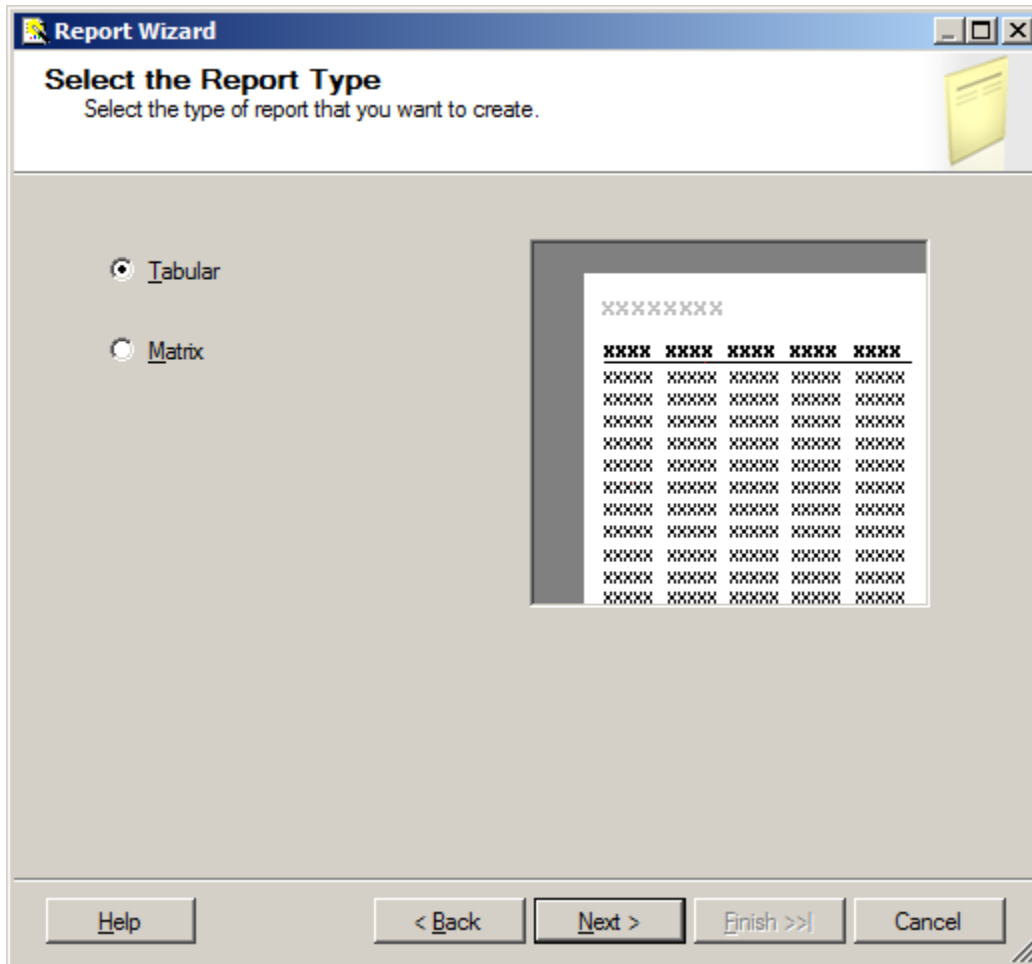 Report Wizard
Select the Report Type
Select the type of report that you want to create.
Tabular
Matrix
xxxxxxxx
xxxx xxxx xxxx xxxx xxxx
xxxxx xxxxx xxxxx xxxxx xxxxx
xxxxx xxxxx xxxxx xxxxx xxxxx
xxxxx xxxxx xxxxx xxxxx xxxxx
xxxxx xxxxx xxxxx xxxxx xxxxx
xxxxx xxxxx xxxxx xxxxx xxxxx
xxxxx xxxxx xxxxx xxxxx xxxxx
xxxxx xxxxx xxxxx xxxxx xxxxx
xxxxx xxxxx xxxxx xxxxx xxxxx
xxxxx xxxxx xxxxx xxxxx xxxxx
xxxxx xxxxx xxxxx xxxxx xxxxx
xxxxx xxxxx xxxxx xxxxx xxxxx
Help < Back Next > Finish >>| Cancel